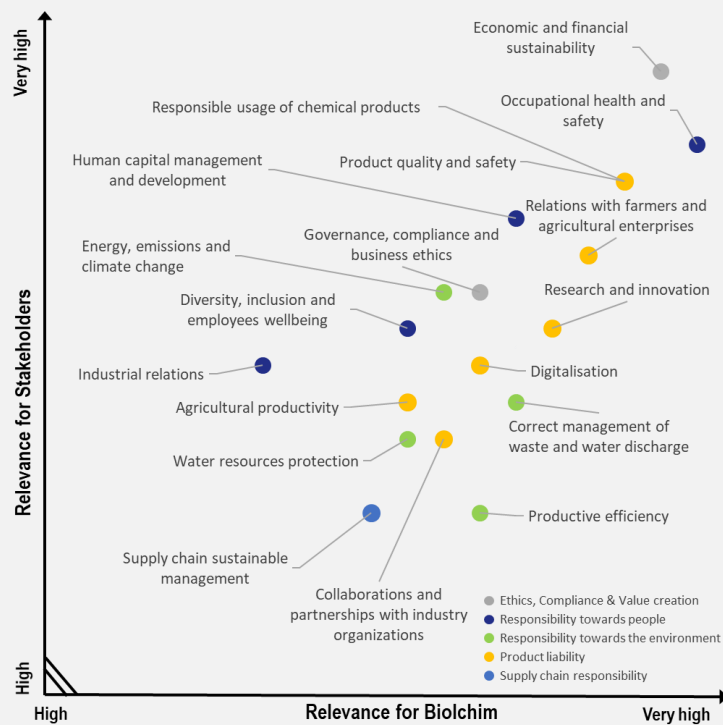 Very high
Economic and financial
sustainability
Responsible usage of chemical products
Occupational health and
safety
Human capital management
and development
Product quality and safety
Relations with farmers and
agricultural enterprises
Energy, emissions and
climate change
Governance, compliance and
business ethics
Diversity, inclusion and
employees wellbeing
Research and innovation
Industrial relations
Digitalisation
Agricultural productivity
Correct management of
waste and water discharge
Water resources protection
Productive efficiency
Supply chain sustainable
management
Collaborations and
partnerships with industry
organizations
Relevance for Stakeholders
Ethics, Compliance & Value creation
Responsibility towards people
Responsibility towards the environment
Product liability
Supply chain responsibility
High
High
Relevance for Biolchim
Very high